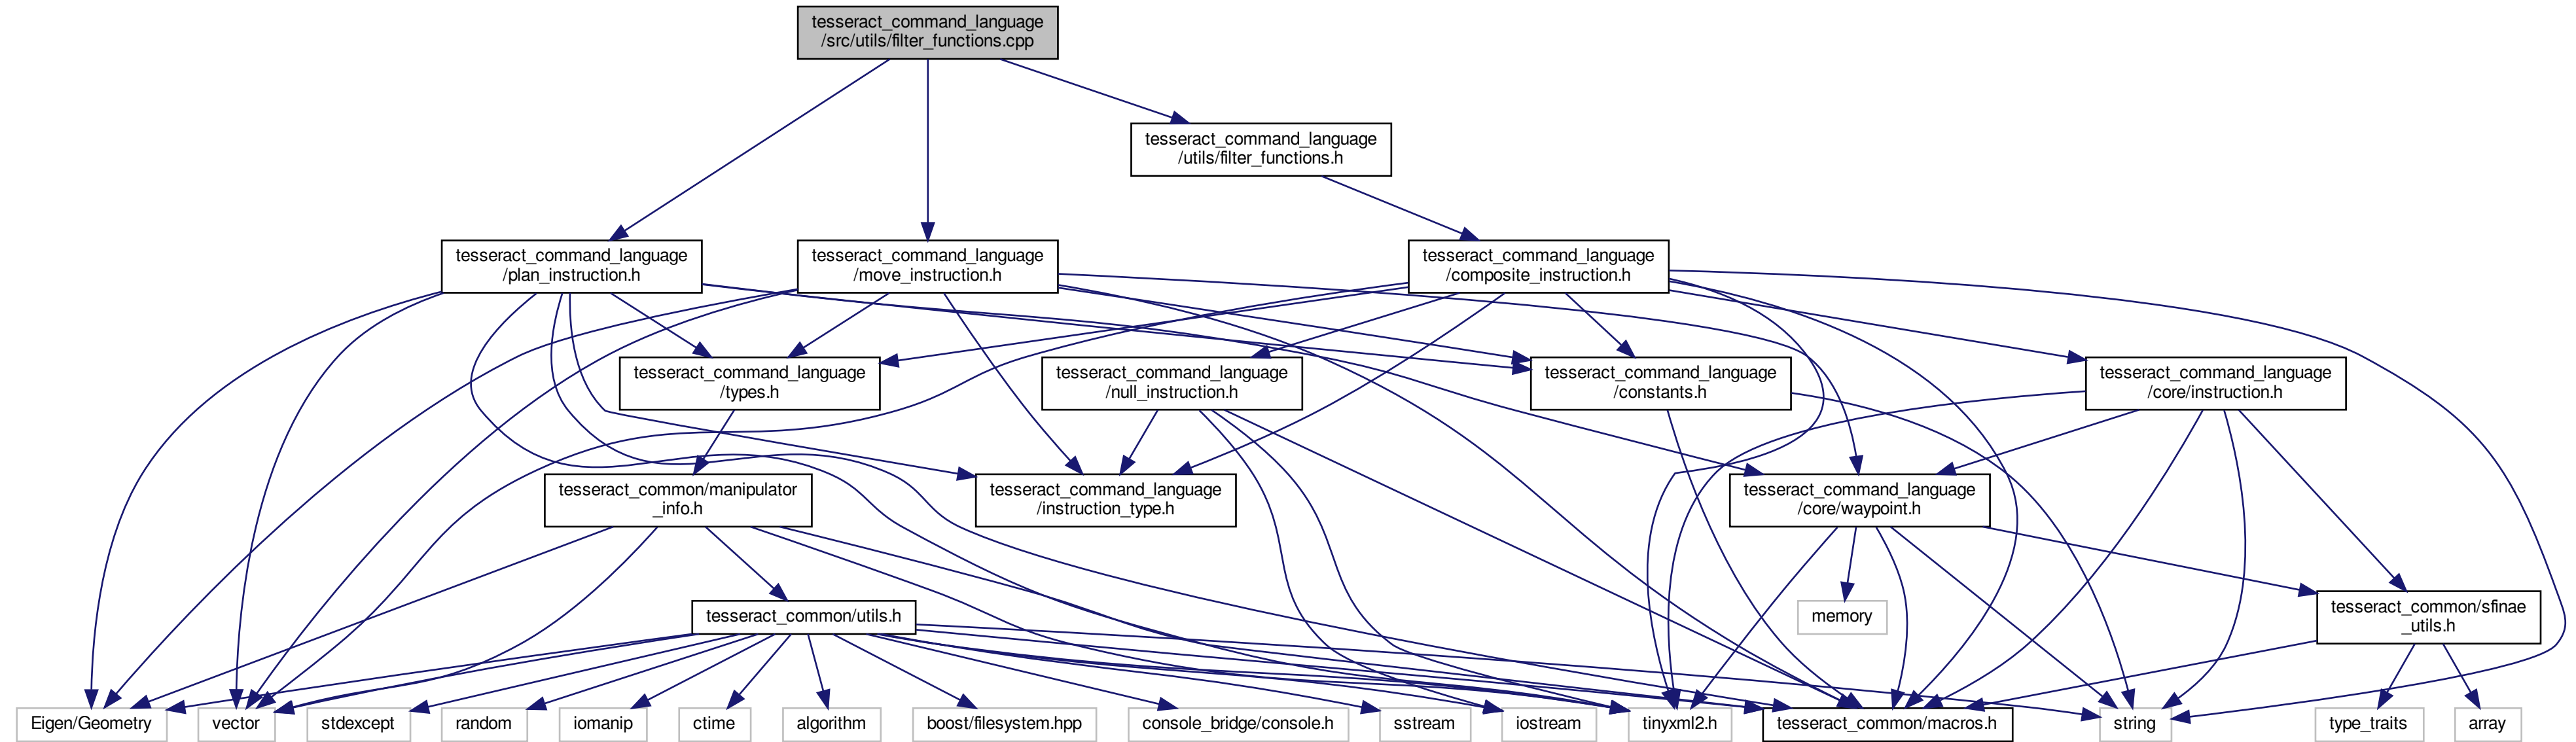 tesseract_command_language
/src/utils/filter_functions.cpp
tesseract_command_language
/utils/filter_functions.h
tesseract_command_language
/plan_instruction.h
tesseract_command_language
/move_instruction.h
tesseract_command_language
/composite_instruction.h
tesseract_command_language
/types.h
tesseract_command_language
/null_instruction.h
tesseract_command_language
/constants.h
tesseract_command_language
/core/instruction.h
tesseract_common/manipulator
_info.h
tesseract_command_language
/instruction_type.h
tesseract_command_language
/core/waypoint.h
tesseract_common/utils.h
memory
tesseract_common/sfinae
_utils.h
Eigen/Geometry
vector
stdexcept
random
iomanip
ctime
algorithm
boost/filesystem.hpp
console_bridge/console.h
sstream
iostream
tinyxml2.h
tesseract_common/macros.h
string
type_traits
array